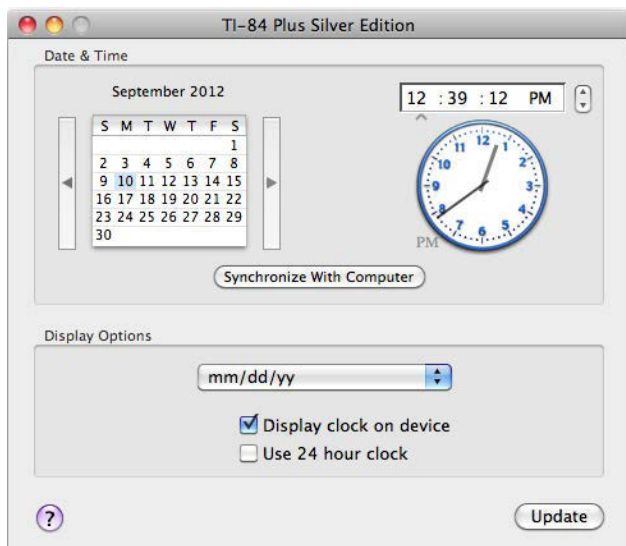 TI-84 Plus Silver Edition
Date & Time
September 2012
12 : 39 : 12 PM
S M T W T F S
1
2 3 4 5 6 7 8
9 10 11 12 13 14 15
16 17 18 19 20 21 22
23 24 25 26 27 28 29
30
12
1
2
3
4
5
6
7
8
9
10
11
PM
Synchronize With Computer
Display Options
mm/dd/yy
Display clock on device
Use 24 hour clock
?
Update